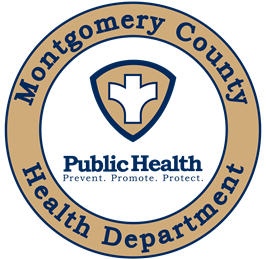 Montgomery County
Public Health
Prevent. Promote. Protect.
Health Department